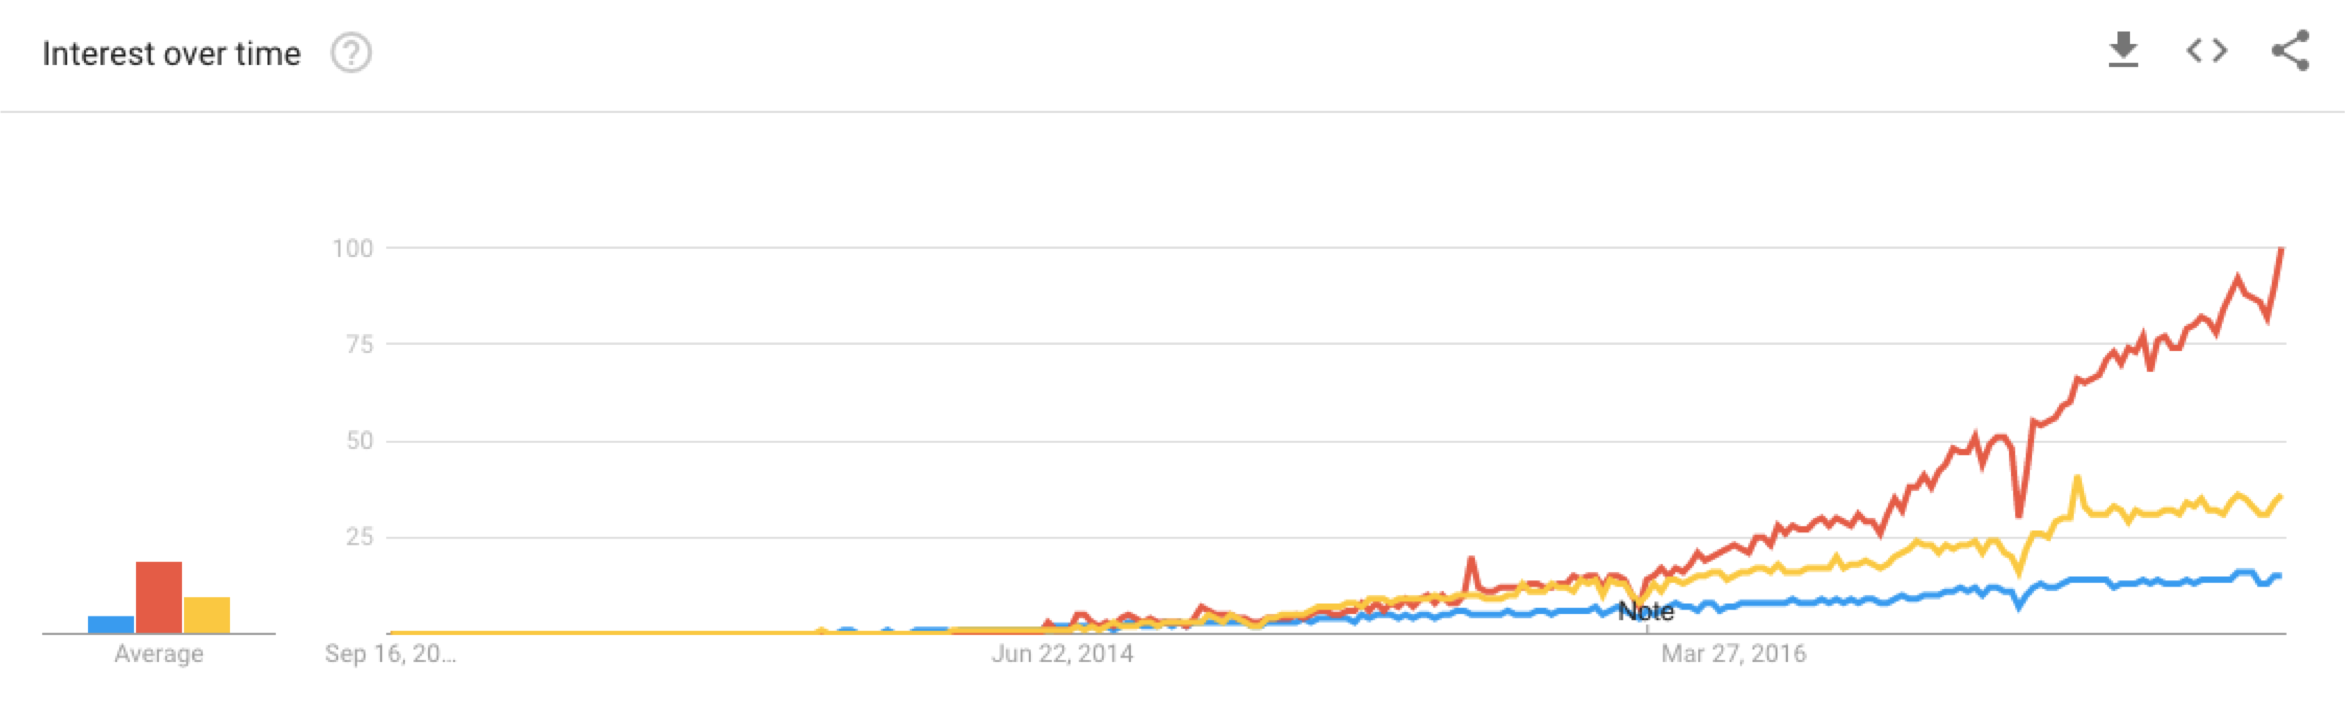 Interest over time
100
75
50
25
Note
Average
Sep 16, 20...
Jun 22, 2014
Mar 27, 2016